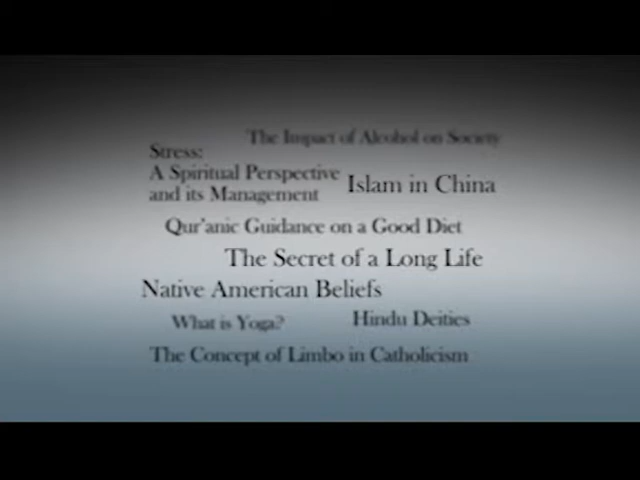 The Impact of Alcohol on Society
Stress:
A Spiritual Perspective
and its Management
Islam in China
Qur'anic Guidance on a Good Diet
The Secret of a Long Life
Native American Beliefs
What is Yoga?
Hindu Deities
The Concept of Limbo in Catholicism